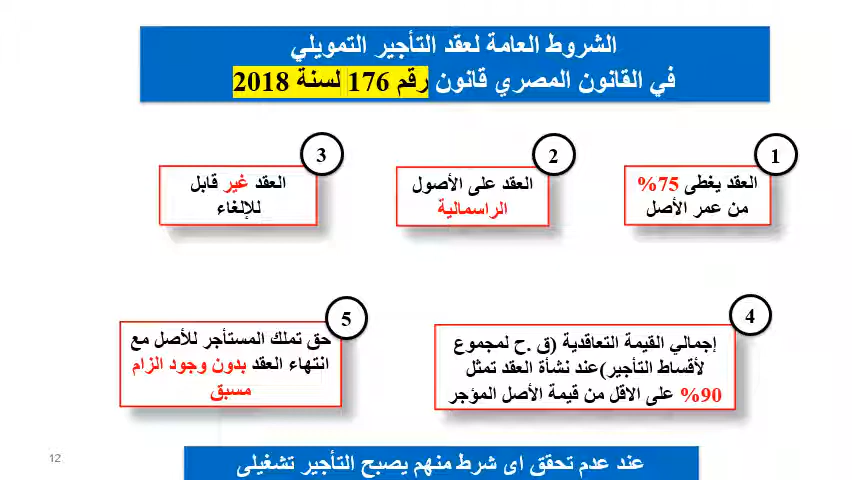 الشروط العامة لعقد التأجير التمويلي
في القانون المصري قانون رقم 176 لسنة 2018
1
العقد يغطى 75%
من عمر الأصل
2
العقد على الأصول
الراسمالية
3
العقد غير قابل
للإلغاء
4
إجمالي القيمة التعاقدية (ق .ح لمجموع
لأقساط التأجير)عند نشأة العقد تمثل
90% على الاقل من قيمة الأصل المؤجر
5
حق تملك المستأجر للأصل مع
انتهاء العقد بدون وجود الزام
مسبق
عند عدم تحقق اى شرط منهم يصبح التأجير تشغيلى
12